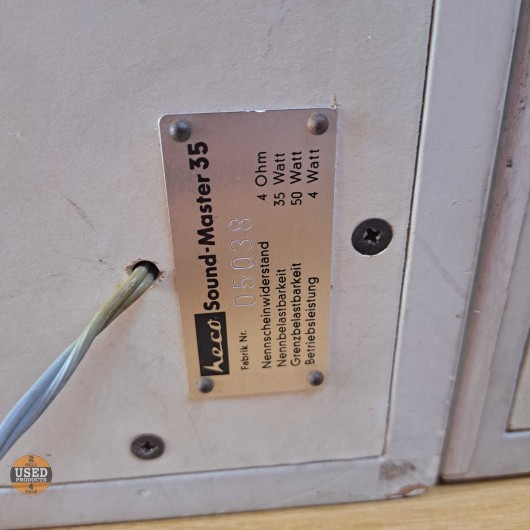 heco Sound-Master 35
Fabrik Nr. 05038
Nennscheinwiderstand 4 Ohm
Nennbelastbarkeit 35 Watt
Grenzbelastbarkeit 50 Watt
Betriebsleistung 4 Watt
USED
PRODUCTS